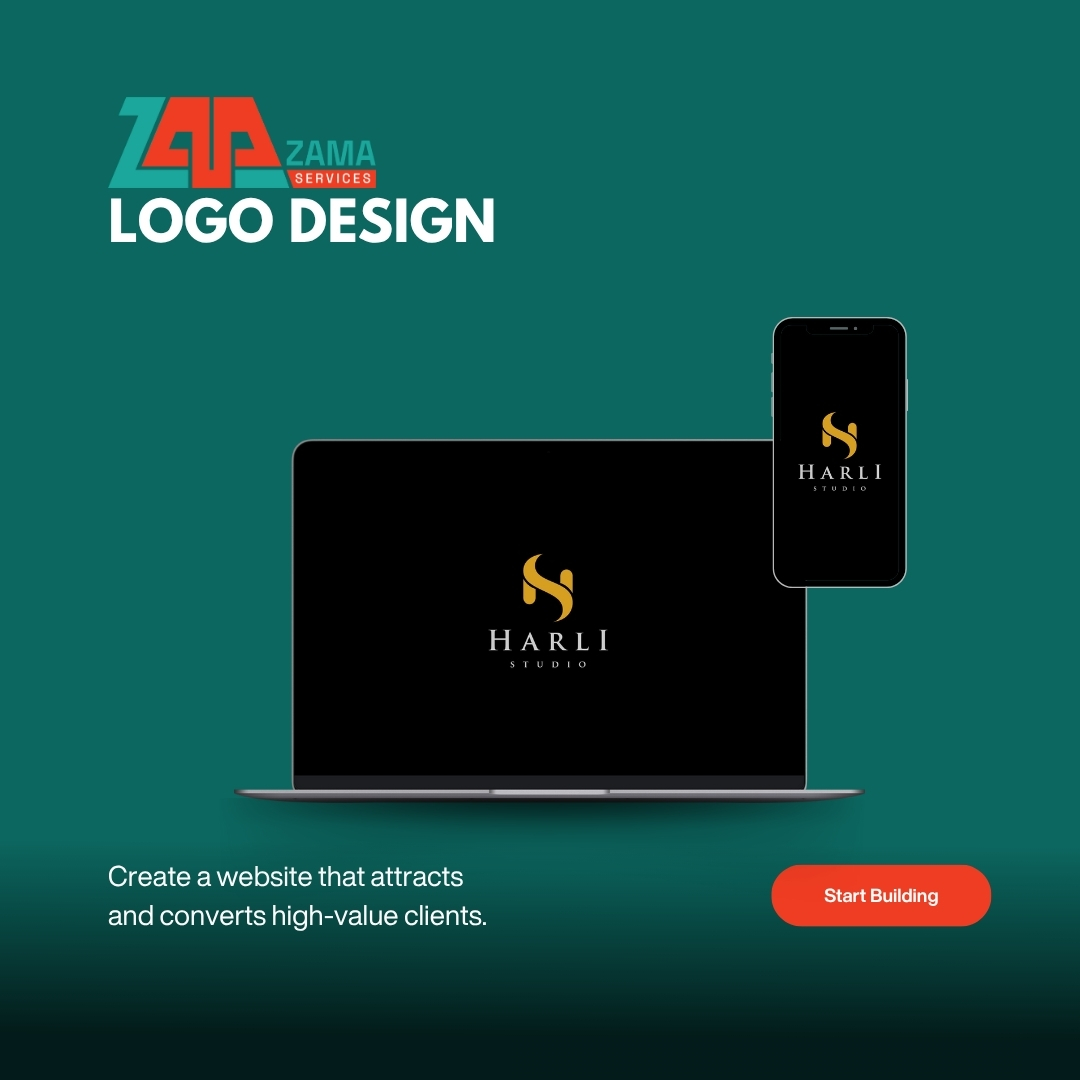 ZAMA
SERVICES
LOGO DESIGN
HARLI
STUDIO
HARLI
STUDIO
Create a website that attracts
and converts high-value clients.
Start Building